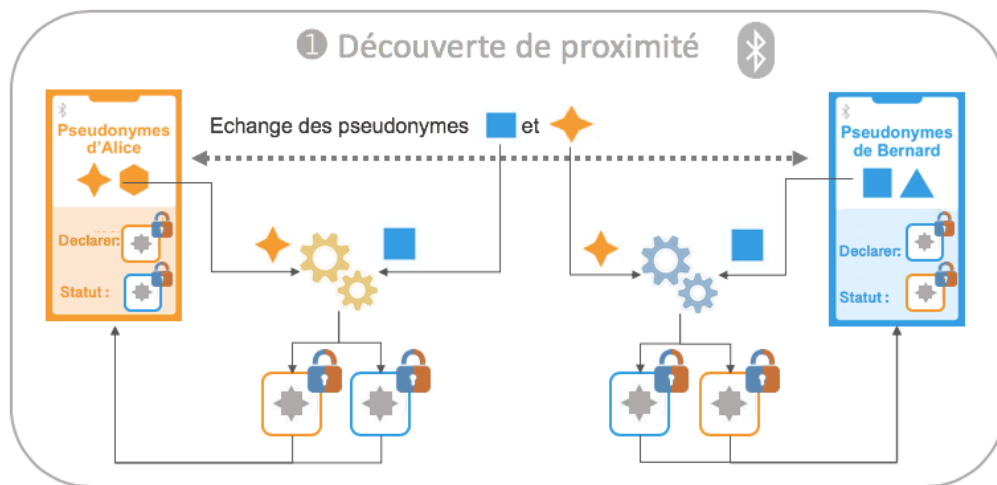 ❶ Découverte de proximité
Pseudonymes
d'Alice
Echange des pseudonymes et
Pseudonymes
de Bernard
Declarer:
Statut :
Declarer:
Statut :